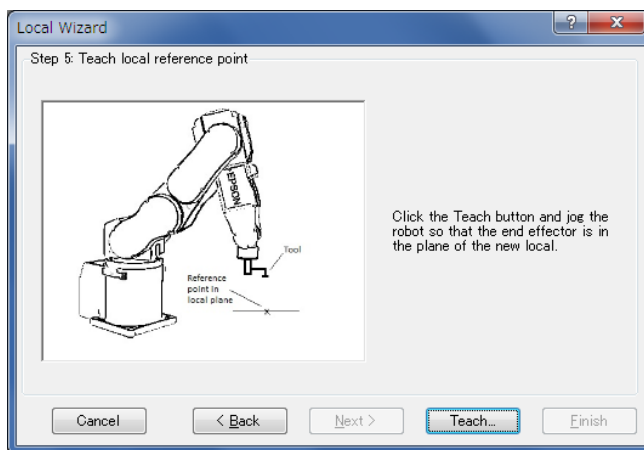 Local Wizard
Step 5: Teach local reference point
EPSON
Tool
Reference
point in
local plane
Click the Teach button and jog the
robot so that the end effector is in
the plane of the new local.
Cancel
< Back
Next >
Teach...
Finish